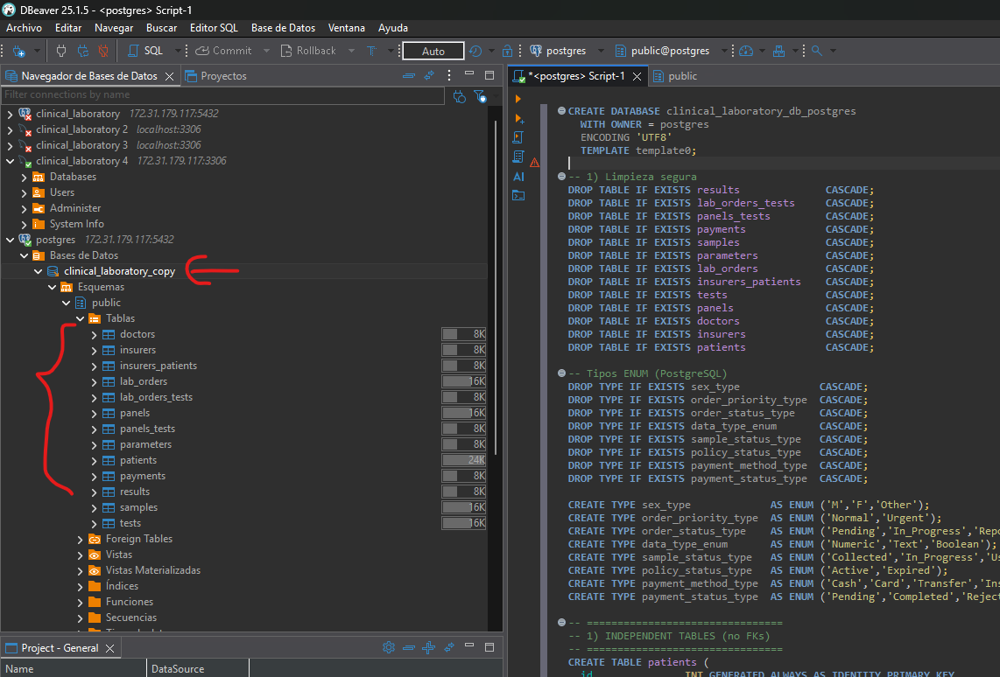 DBeaver 25.1.5 - <postgres> Script-1
Archivo Editar Navegar Buscar Editor SQL Base de Datos Ventana Ayuda
SQL Commit Rollback T Auto postgres public@postgres
Navegador de Bases de Datos Proyectos
Filter connections by name
clinical_laboratory 172.31.179.117:5432
clinical_laboratory 2 localhost:3306
clinical_laboratory 3 localhost:3306
clinical_laboratory 4 172.31.179.117:3306
Databases
Users
Administer
System Info
postgres 172.31.179.117:5432
Bases de Datos
clinical_laboratory_copy
Esquemas
public
Tablas
doctors 8K
insurers 8K
insurers_patients 8K
lab_orders 16K
lab_orders_tests 8K
panels 16K
panels_tests 8K
parameters 8K
patients 24K
payments 8K
results 8K
samples 16K
tests 16K
Foreign Tables
Vistas
Vistas Materializadas
Índices
Funciones
Secuencias
Project - General
Name DataSource
*<postgres> Script-1 public
AI
CREATE DATABASE clinical_laboratory_db_postgres
WITH OWNER = postgres
ENCODING 'UTF8'
TEMPLATE template0;
-- 1) Limpieza segura
DROP TABLE IF EXISTS results CASCADE;
DROP TABLE IF EXISTS lab_orders_tests CASCADE;
DROP TABLE IF EXISTS panels_tests CASCADE;
DROP TABLE IF EXISTS payments CASCADE;
DROP TABLE IF EXISTS samples CASCADE;
DROP TABLE IF EXISTS parameters CASCADE;
DROP TABLE IF EXISTS lab_orders CASCADE;
DROP TABLE IF EXISTS insurers_patients CASCADE;
DROP TABLE IF EXISTS tests CASCADE;
DROP TABLE IF EXISTS panels CASCADE;
DROP TABLE IF EXISTS doctors CASCADE;
DROP TABLE IF EXISTS insurers CASCADE;
DROP TABLE IF EXISTS patients CASCADE;
-- Tipos ENUM (PostgreSQL)
DROP TYPE IF EXISTS sex_type CASCADE;
DROP TYPE IF EXISTS order_priority_type CASCADE;
DROP TYPE IF EXISTS order_status_type CASCADE;
DROP TYPE IF EXISTS data_type_enum CASCADE;
DROP TYPE IF EXISTS sample_status_type CASCADE;
DROP TYPE IF EXISTS policy_status_type CASCADE;
DROP TYPE IF EXISTS payment_method_type CASCADE;
DROP TYPE IF EXISTS payment_status_type CASCADE;
CREATE TYPE sex_type AS ENUM ('M','F','Other');
CREATE TYPE order_priority_type AS ENUM ('Normal','Urgent');
CREATE TYPE order_status_type AS ENUM ('Pending','In_Progress','Repo
CREATE TYPE data_type_enum AS ENUM ('Numeric','Text','Boolean');
CREATE TYPE sample_status_type AS ENUM ('Collected','In_Progress','Us
CREATE TYPE policy_status_type AS ENUM ('Active','Expired');
CREATE TYPE payment_method_type AS ENUM ('Cash','Card','Transfer','Ins
CREATE TYPE payment_status_type AS ENUM ('Pending','Completed','Reject
-- ================================
-- 1) INDEPENDENT TABLES (no FKs)
-- ================================
CREATE TABLE patients (
id INT GENERATED ALWAYS AS IDENTITY PRIMARY KEY